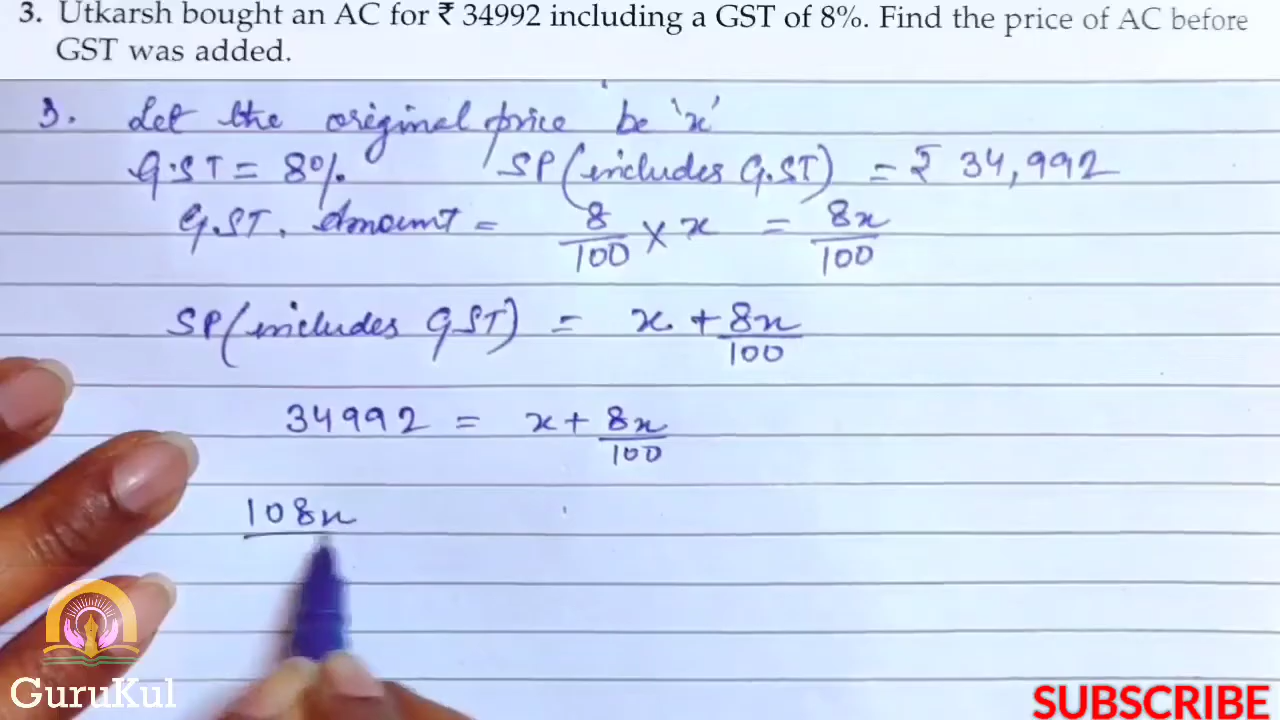 3. Utkarsh bought an AC for ₹ 34992 including a GST of 8%. Find the price of AC before
GST was added.
3. Let the original price be 'x'
G.ST = 8% SP (includes G.ST) = ₹ 34,992
G.ST. Amount = 8/100 × x = 8x/100
SP (includes GST) = x + 8x/100
34992 = x + 8x/100
108x
GuruKul
SUBSCRIBE